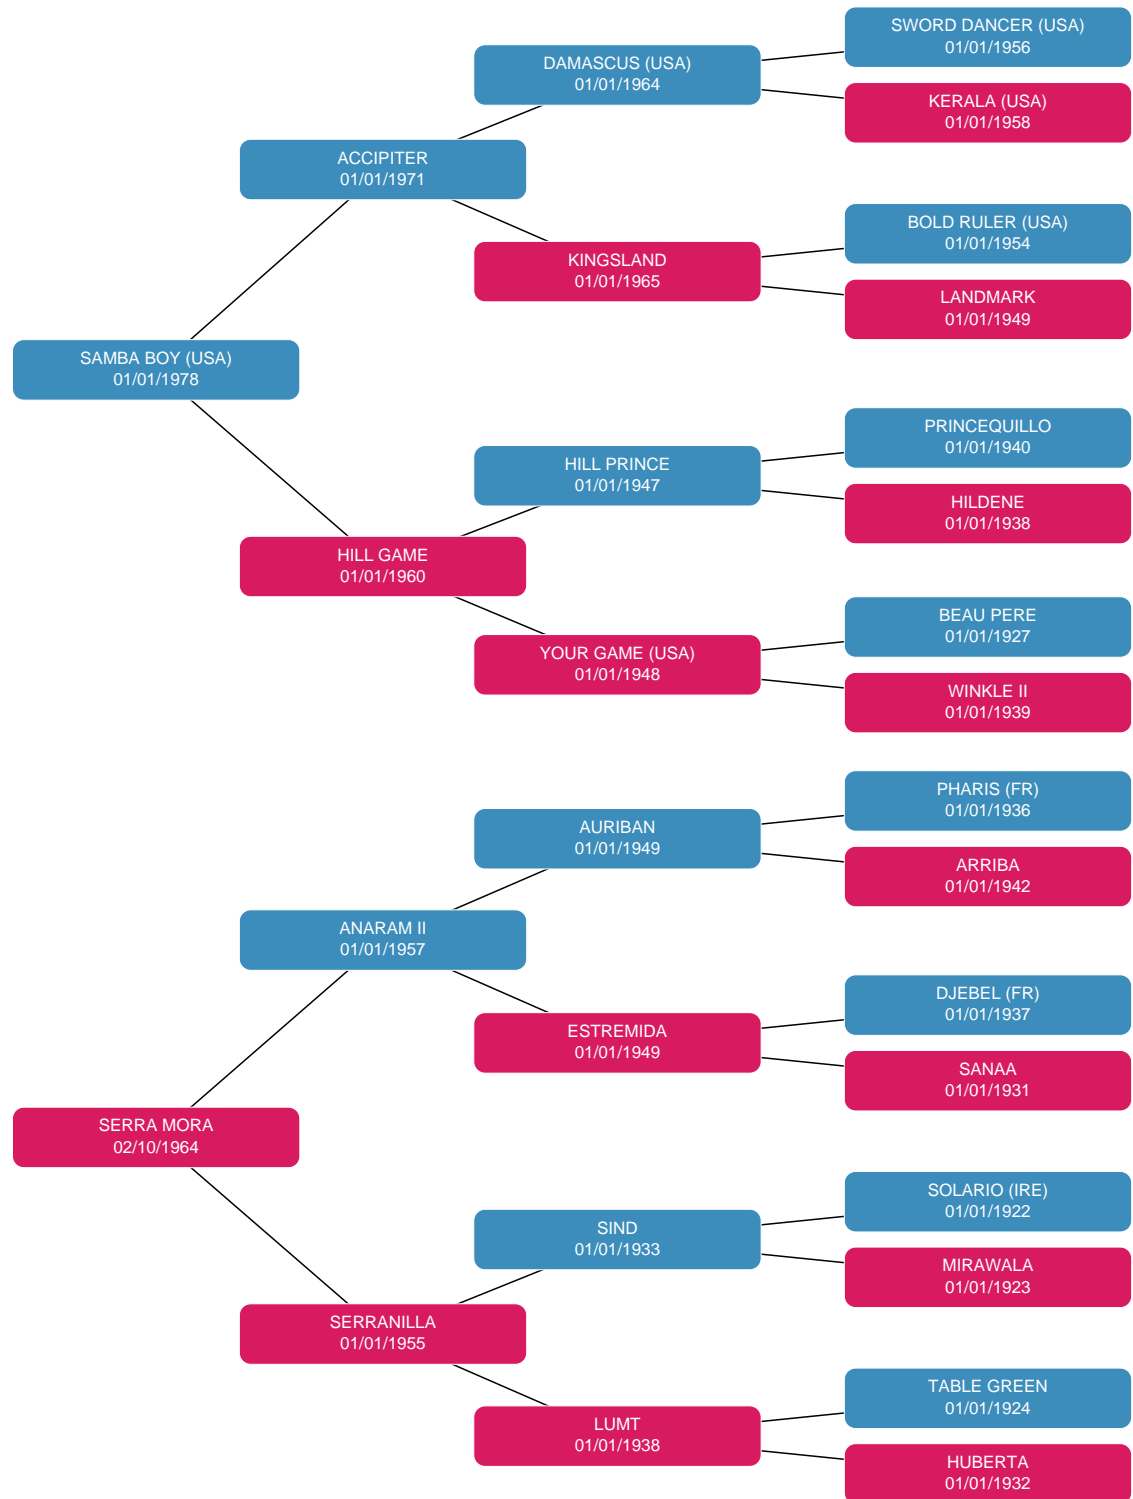 SWORD DANCER (USA)
01/01/1956
DAMASCUS (USA)
01/01/1964
KERALA (USA)
01/01/1958
ACCIPITER
01/01/1971
BOLD RULER (USA)
01/01/1954
KINGSLAND
01/01/1965
LANDMARK
01/01/1949
SAMBA BOY (USA)
01/01/1978
PRINCEQUILLO
01/01/1940
HILL PRINCE
01/01/1947
HILDENE
01/01/1938
HILL GAME
01/01/1960
BEAU PERE
01/01/1927
YOUR GAME (USA)
01/01/1948
WINKLE II
01/01/1939
PHARIS (FR)
01/01/1936
AURIBAN
01/01/1949
ARRIBA
01/01/1942
ANARAM II
01/01/1957
DJEBEL (FR)
01/01/1937
ESTREMIDA
01/01/1949
SANAA
01/01/1931
SERRA MORA
02/10/1964
SOLARIO (IRE)
01/01/1922
SIND
01/01/1933
MIRAWALA
01/01/1923
SERRANILLA
01/01/1955
TABLE GREEN
01/01/1924
LUMT
01/01/1938
HUBERTA
01/01/1932